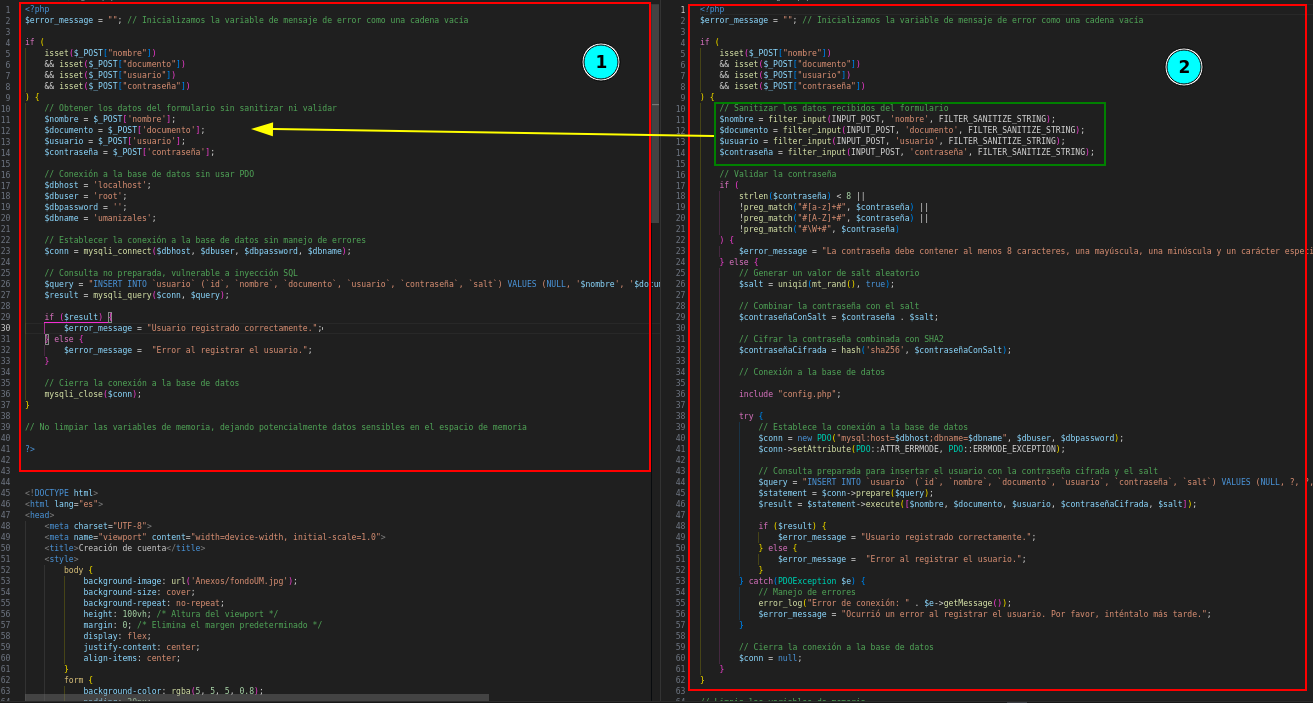 1 <?php
2 $error_message = ""; // Inicializamos la variable de mensaje de error como una cadena vacía
3
4 if (
5 isset($_POST["nombre"])
6 && isset($_POST["documento"])
7 && isset($_POST["usuario"])
8 && isset($_POST["contraseña"])
9 ) {
10 // Obtener los datos del formulario sin sanitizar ni validar
11 $nombre = $_POST['nombre'];
12 $documento = $_POST['documento'];
13 $usuario = $_POST['usuario'];
14 $contraseña = $_POST['contraseña'];
15
16 // Conexión a la base de datos sin usar PDO
17 $dbhost = 'localhost';
18 $dbuser = 'root';
19 $dbpassword = '';
20 $dbname = 'umanizales';
21
22 // Establecer la conexión a la base de datos sin manejo de errores
23 $conn = mysqli_connect($dbhost, $dbuser, $dbpassword, $dbname);
24
25 // Consulta no preparada, vulnerable a inyección SQL
26 $query = "INSERT INTO `usuario` (`id`, `nombre`, `documento`, `usuario`, `contraseña`, `salt`) VALUES (NULL, '$nombre', '$docu
27 $result = mysqli_query($conn, $query);
28
29 if ($result) {
30 $error_message = "Usuario registrado correctamente.";
31 } else {
32 $error_message =  "Error al registrar el usuario.";
33 }
34
35 // Cierra la conexión a la base de datos
36 mysqli_close($conn);
37 }
38
39 // No limpiar las variables de memoria, dejando potencialmente datos sensibles en el espacio de memoria
40
41 ?>
42
43
44
45 <!DOCTYPE html>
46 <html lang="es">
47 <head>
48 <meta charset="UTF-8">
49 <meta name="viewport" content="width=device-width, initial-scale=1.0">
50 <title>Creación de cuenta</title>
51 <style>
52 body {
53 background-image: url('Anexos/fondoUM.jpg');
54 background-size: cover;
55 background-repeat: no-repeat;
56 height: 100vh; /* Altura del viewport */
57 margin: 0; /* Elimina el margen predeterminado */
58 display: flex;
59 justify-content: center;
60 align-items: center;
61 }
62 form {
63 background-color: rgba(5, 5, 5, 0.8);
1
1 <?php
2 $error_message = ""; // Inicializamos la variable de mensaje de error como una cadena vacía
3
4 if (
5 isset($_POST["nombre"])
6 && isset($_POST["documento"])
7 && isset($_POST["usuario"])
8 && isset($_POST["contraseña"])
9 ) {
10 // Sanitizar los datos recibidos del formulario
11 $nombre = filter_input(INPUT_POST, 'nombre', FILTER_SANITIZE_STRING);
12 $documento = filter_input(INPUT_POST, 'documento', FILTER_SANITIZE_STRING);
13 $usuario = filter_input(INPUT_POST, 'usuario', FILTER_SANITIZE_STRING);
14 $contraseña = filter_input(INPUT_POST, 'contraseña', FILTER_SANITIZE_STRING);
15
16 // Validar la contraseña
17 if (
18 strlen($contraseña) < 8 ||
19 !preg_match("#[a-z]+#", $contraseña) ||
20 !preg_match("#[A-Z]+#", $contraseña) ||
21 !preg_match("#\W+#", $contraseña)
22 ) {
23 $error_message = "La contraseña debe contener al menos 8 caracteres, una mayúscula, una minúscula y un carácter especi
24 } else {
25 // Generar un valor de salt aleatorio
26 $salt = uniqid(mt_rand(), true);
27
28 // Combinar la contraseña con el salt
29 $contraseñaConSalt = $contraseña . $salt;
30
31 // Cifrar la contraseña combinada con SHA2
32 $contraseñaCifrada = hash('sha256', $contraseñaConSalt);
33
34 // Conexión a la base de datos
35
36 include "config.php";
37
38 try {
39 // Establece la conexión a la base de datos
40 $conn = new PDO("mysql:host=$dbhost;dbname=$dbname", $dbuser, $dbpassword);
41 $conn->setAttribute(PDO::ATTR_ERRMODE, PDO::ERRMODE_EXCEPTION);
42
43 // Consulta preparada para insertar el usuario con la contraseña cifrada y el salt
44 $query = "INSERT INTO `usuario` (`id`, `nombre`, `documento`, `usuario`, `contraseña`, `salt`) VALUES (NULL, ?, ?,
45 $statement = $conn->prepare($query);
46 $result = $statement->execute([$nombre, $documento, $usuario, $contraseñaCifrada, $salt]);
47
48 if ($result) {
49 $error_message = "Usuario registrado correctamente.";
50 } else {
51 $error_message =  "Error al registrar el usuario.";
52 }
53 } catch(PDOException $e) {
54 // Manejo de errores
55 error_log("Error de conexión: " . $e->getMessage());
56 $error_message = "Ocurrió un error al registrar el usuario. Por favor, inténtalo más tarde.";
57 }
58
59 // Cierra la conexión a la base de datos
60 $conn = null;
61 }
62 }
63
2